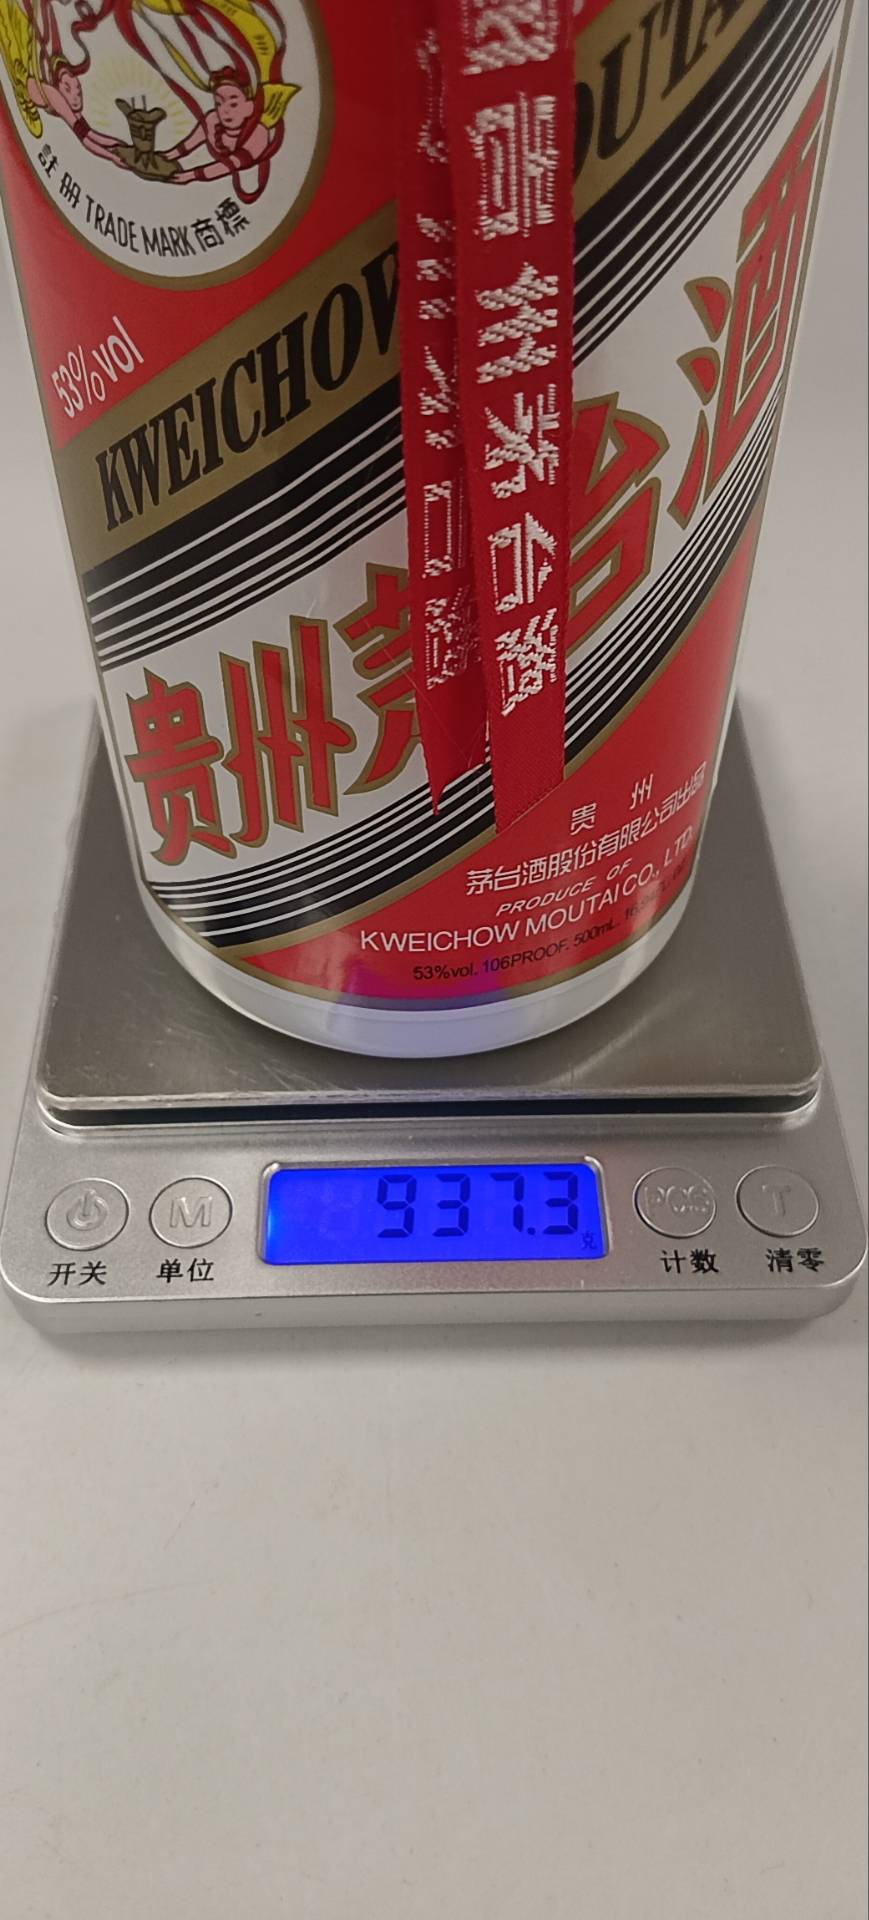 註册 TRADE MARK 商標
53%vol
KWEICHOW MOUTA
贵州茅台酒
贵州茅台酒
贵州
茅台酒股份有限公司出品
PRODUCE OF
KWEICHOW MOUTAI CO., LTD.
53%vol. 106PROOF. 500mL.
937.3
克
M
PCS
T
开关
单位
计数
清零